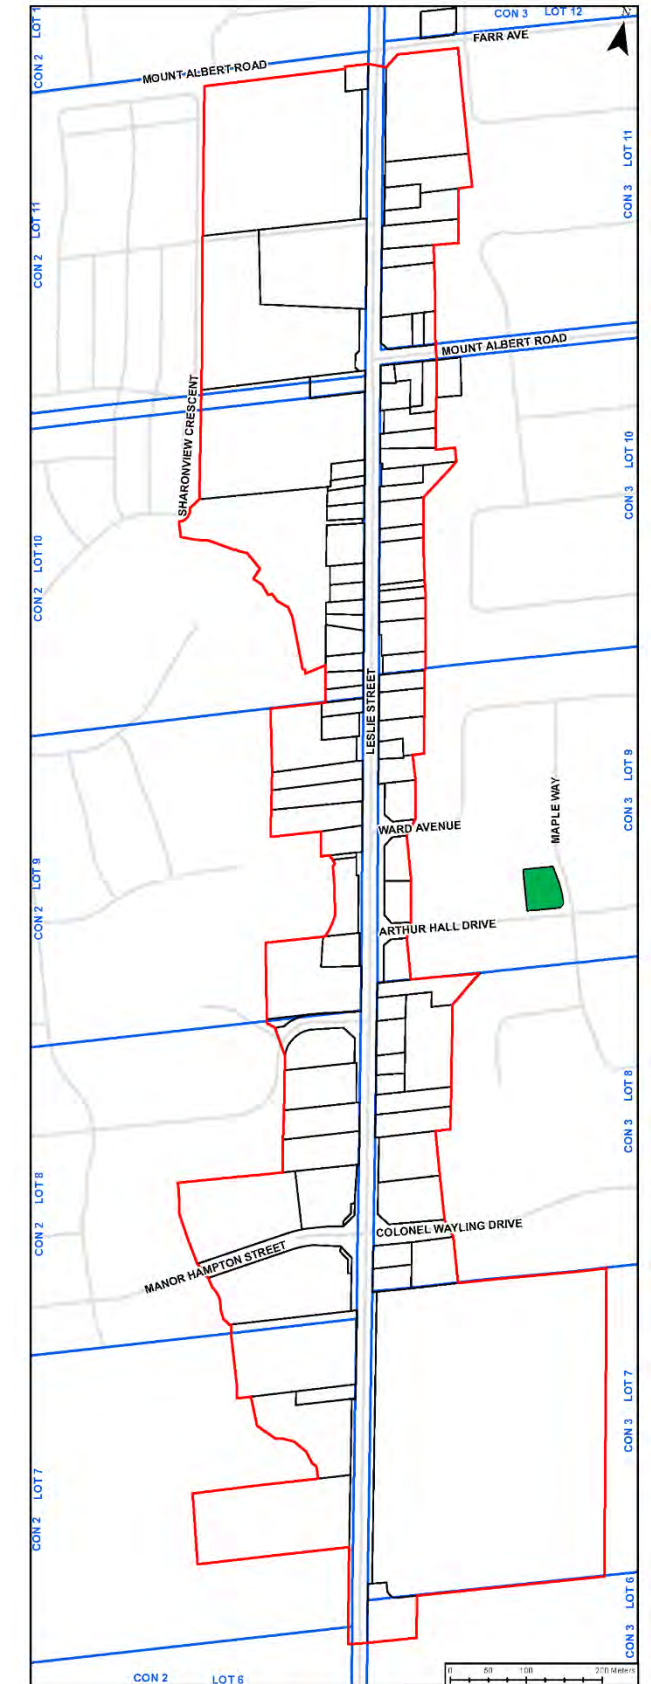 LOT 1
CON 3 LOT 12
N
FARR AVE
CON 2
MOUNT ALBERT ROAD
LOT 11
CON 3
LOT 11
CON 2
MOUNT ALBERT ROAD
SHARONVIEW CRESCENT
LOT 10
CON 3
LOT 10
CON 2
LESLIE STREET
LOT 9
CON 3
MAPLE WAY
WARD AVENUE
LOT 9
CON 2
ARTHUR HALL DRIVE
LOT 8
CON 3
LOT 8
CON 2
COLONEL WAYLING DRIVE
MANOR HAMPTON STREET
LOT 7
CON 3
LOT 7
CON 2
LOT 6
CON 3
CON 2 LOT 6
0 50 100 200 Meters